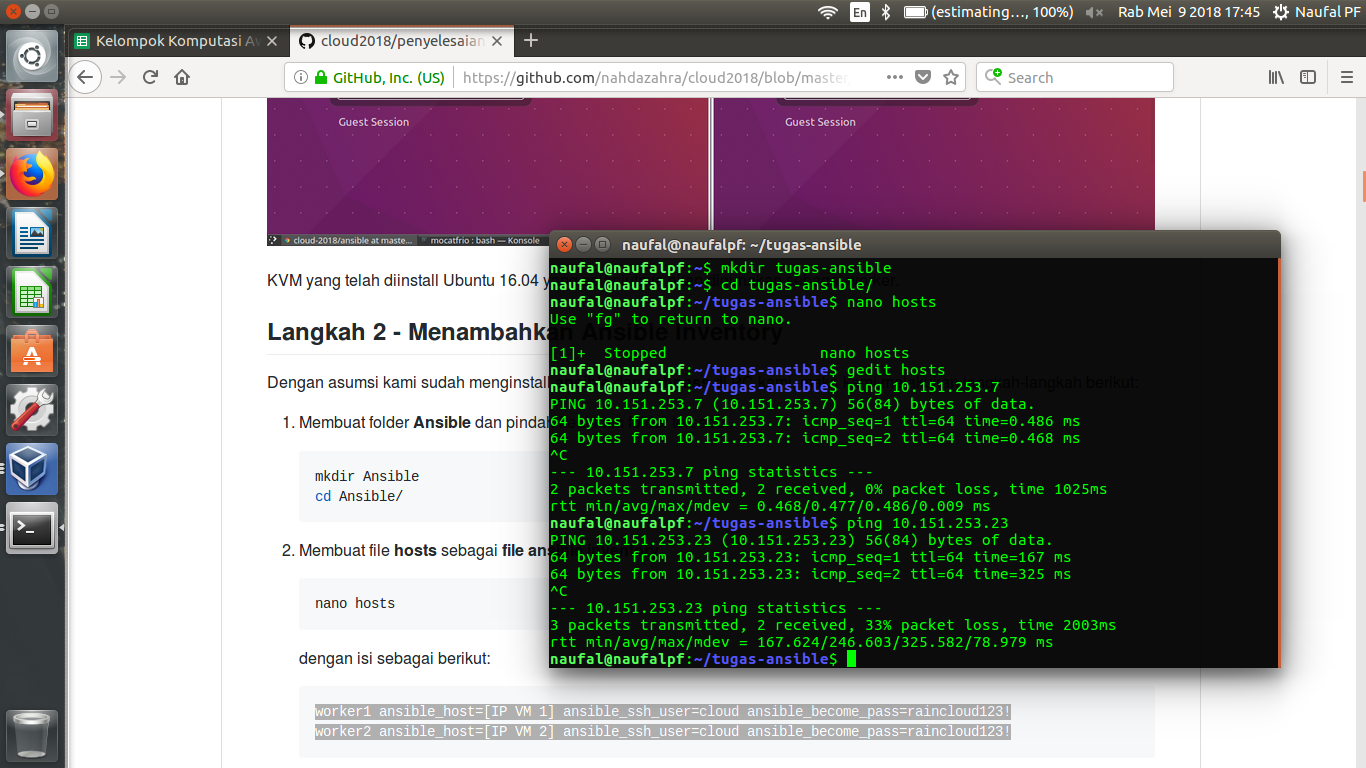 En
(estimating..., 100%)
Rab Mei 9 2018 17:45
Naufal PF
Kelompok Komputasi Aw
cloud2018/penyelesaian
GitHub, Inc. (US)
https://github.com/nahdazahra/cloud2018/blob/master
Search
Guest Session
Guest Session
cloud-2018/ansible at maste...
mocatfrio : bash — Konsole
KVM yang telah diinstall Ubuntu 16.04 y
Langkah 2 - Menambahkan Ansible Inventory
Dengan asumsi kami sudah menginstall
langkah-langkah berikut:
1. Membuat folder Ansible dan pindah
mkdir Ansible
cd Ansible/
2. Membuat file hosts sebagai file ans
nano hosts
dengan isi sebagai berikut:
worker1 ansible_host=[IP VM 1] ansible_ssh_user=cloud ansible_become_pass=raincloud123!
worker2 ansible_host=[IP VM 2] ansible_ssh_user=cloud ansible_become_pass=raincloud123!
naufal@naufalpf: ~/tugas-ansible
naufal@naufalpf:~$ mkdir tugas-ansible
naufal@naufalpf:~$ cd tugas-ansible/
naufal@naufalpf:~/tugas-ansible$ nano hosts
Use "fg" to return to nano.
[1]+  Stopped                 nano hosts
naufal@naufalpf:~/tugas-ansible$ gedit hosts
naufal@naufalpf:~/tugas-ansible$ ping 10.151.253.7
PING 10.151.253.7 (10.151.253.7) 56(84) bytes of data.
64 bytes from 10.151.253.7: icmp_seq=1 ttl=64 time=0.486 ms
64 bytes from 10.151.253.7: icmp_seq=2 ttl=64 time=0.468 ms
^C
--- 10.151.253.7 ping statistics ---
2 packets transmitted, 2 received, 0% packet loss, time 1025ms
rtt min/avg/max/mdev = 0.468/0.477/0.486/0.009 ms
naufal@naufalpf:~/tugas-ansible$ ping 10.151.253.23
PING 10.151.253.23 (10.151.253.23) 56(84) bytes of data.
64 bytes from 10.151.253.23: icmp_seq=1 ttl=64 time=167 ms
64 bytes from 10.151.253.23: icmp_seq=2 ttl=64 time=325 ms
^C
--- 10.151.253.23 ping statistics ---
3 packets transmitted, 2 received, 33% packet loss, time 2003ms
rtt min/avg/max/mdev = 167.624/246.603/325.582/78.979 ms
naufal@naufalpf:~/tugas-ansible$